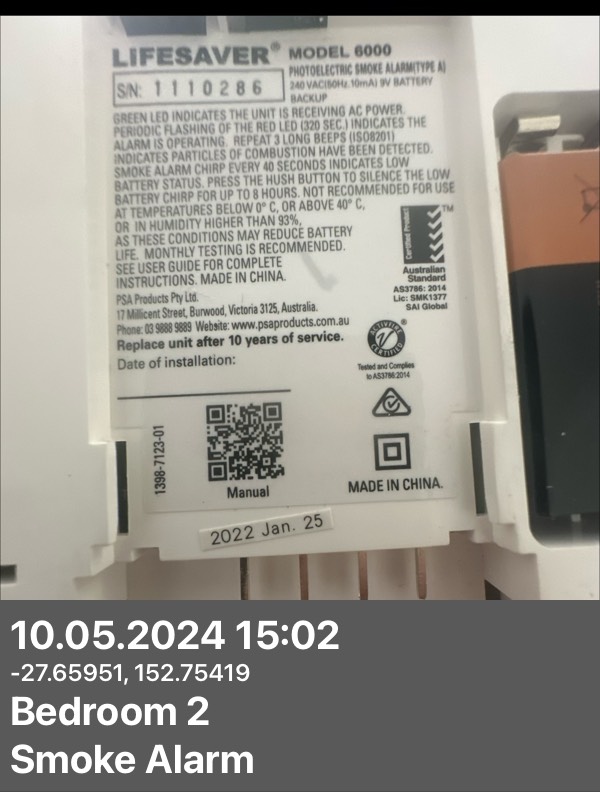 LIFESAVER® MODEL 6000
PHOTOELECTRIC SMOKE ALARM(TYPE A)
240 VAC(50Hz. 10mA) 9V BATTERY
BACKUP
S/N: 1110286
GREEN LED INDICATES THE UNIT IS RECEIVING AC POWER.
PERIODIC FLASHING OF THE RED LED (320 SEC.) INDICATES THE
ALARM IS OPERATING. REPEAT 3 LONG BEEPS (ISO8201)
INDICATES PARTICLES OF COMBUSTION HAVE BEEN DETECTED.
SMOKE ALARM CHIRP EVERY 40 SECONDS INDICATES LOW
BATTERY STATUS. PRESS THE HUSH BUTTON TO SILENCE THE LOW
BATTERY CHIRP FOR UP TO 8 HOURS. NOT RECOMMENDED FOR USE
AT TEMPERATURES BELOW 0° C, OR ABOVE 40° C,
OR IN HUMIDITY HIGHER THAN 93%,
AS THESE CONDITIONS MAY REDUCE BATTERY
LIFE. MONTHLY TESTING IS RECOMMENDED.
SEE USER GUIDE FOR COMPLETE
INSTRUCTIONS. MADE IN CHINA.
Certified Product
TM
Australian
Standard
AS3786: 2014
Lic: SMK1377
SAI Global
PSA Products Pty Ltd.
17 Millicent Street, Burwood, Victoria 3125, Australia.
Phone: 03 9888 9889 Website: www.psaproducts.com.au
Replace unit after 10 years of service.
Date of installation:
ACTIVFIRE
CERTIFIED
®
Tested and Complies
to AS3786:2014
1398-7123-01
Manual
MADE IN CHINA.
2022 Jan. 25
10.05.2024 15:02
-27.65951, 152.75419
Bedroom 2
Smoke Alarm